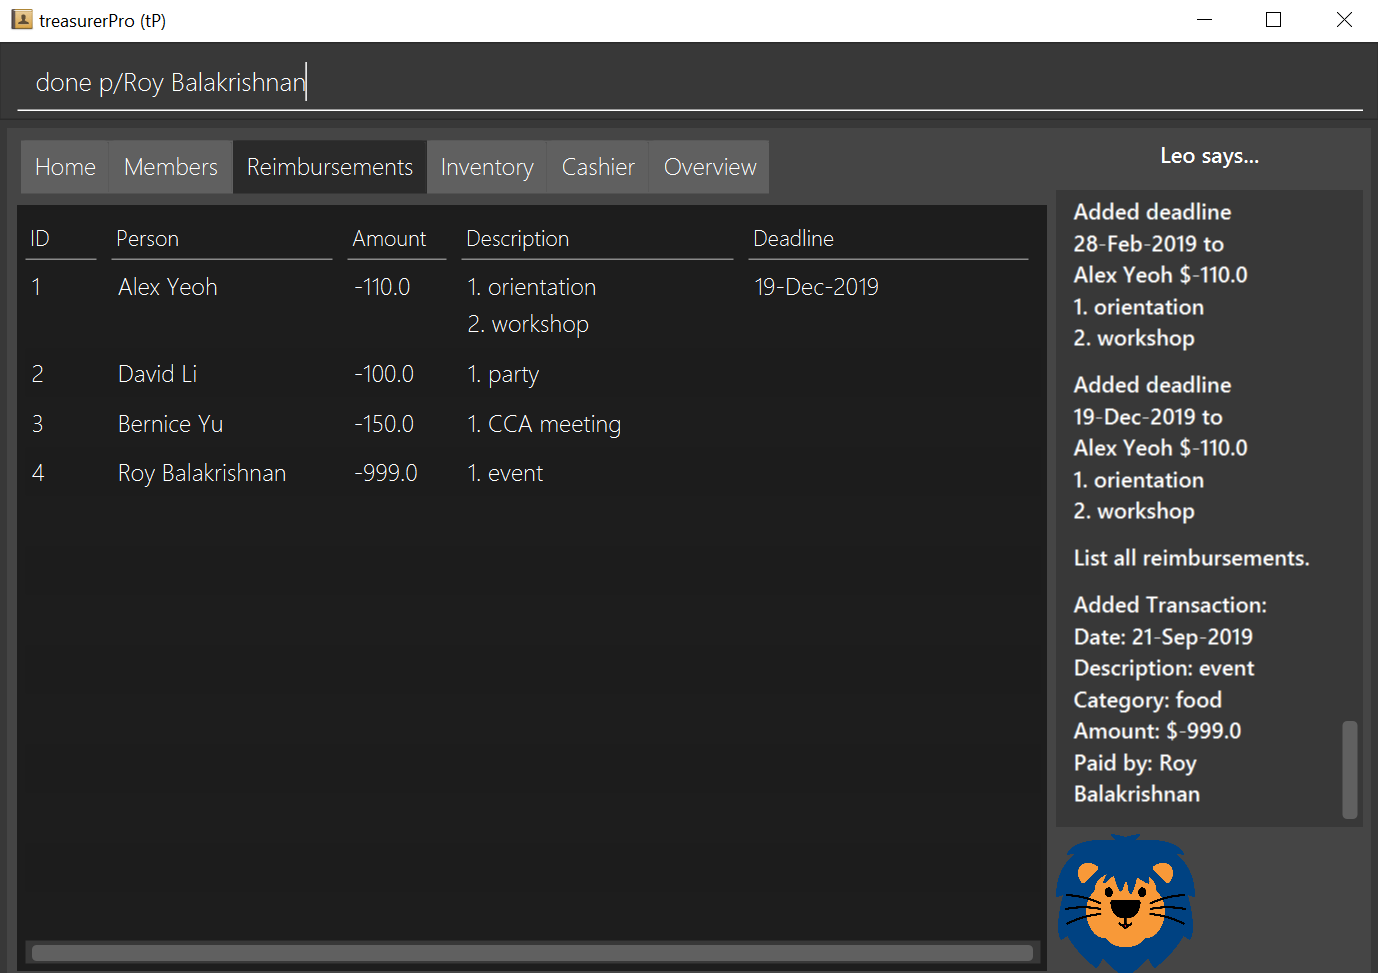 treasurerPro (tP)
done p/Roy Balakrishnan
Home Members Reimbursements Inventory Cashier Overview
ID Person Amount Description Deadline
1 Alex Yeoh -110.0 1. orientation 19-Dec-2019
2. workshop
2 David Li -100.0 1. party
3 Bernice Yu -150.0 1. CCA meeting
4 Roy Balakrishnan -999.0 1. event
Leo says...
Added deadline
28-Feb-2019 to
Alex Yeoh $-110.0
1. orientation
2. workshop
Added deadline
19-Dec-2019 to
Alex Yeoh $-110.0
1. orientation
2. workshop
List all reimbursements.
Added Transaction:
Date: 21-Sep-2019
Description: event
Category: food
Amount: $-999.0
Paid by: Roy
Balakrishnan